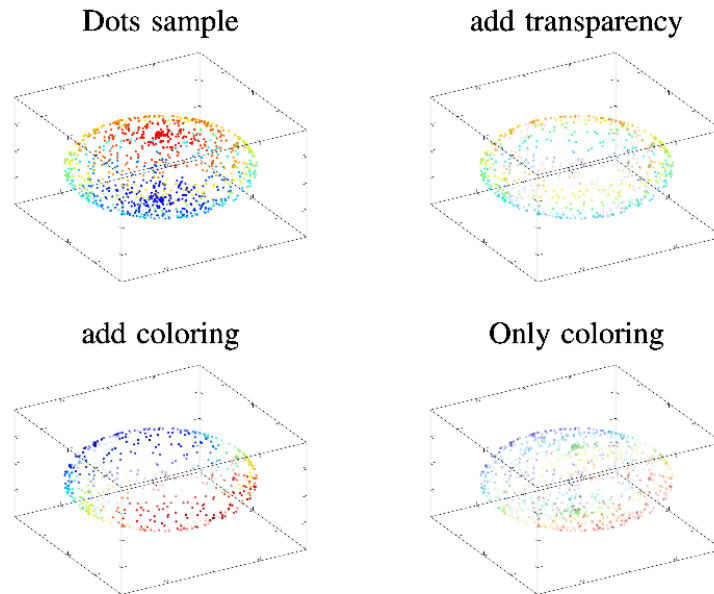 Dots sample
add transparency
add coloring
Only coloring